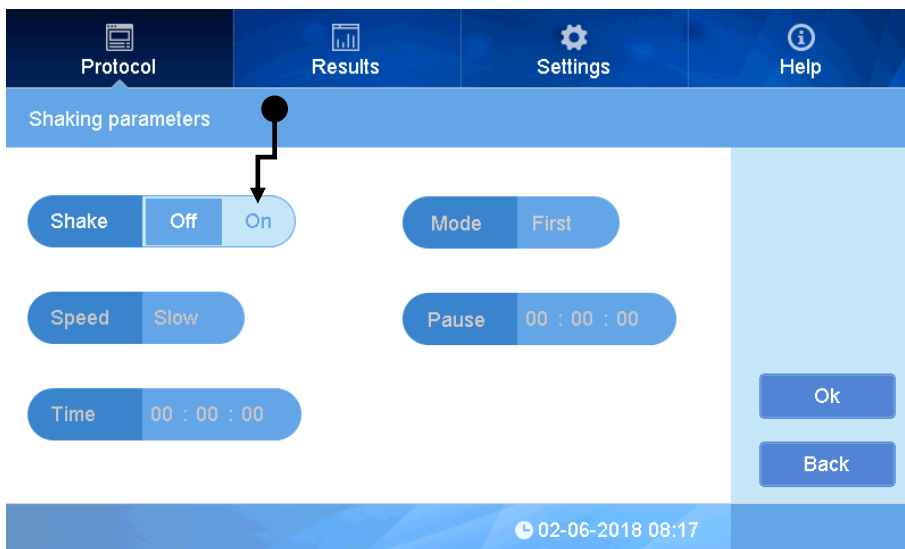 Protocol
Results
Settings
Help
Shaking parameters
Shake Off On
Mode First
Speed Slow
Pause 00 : 00 : 00
Time 00 : 00 : 00
Ok
Back
02-06-2018 08:17